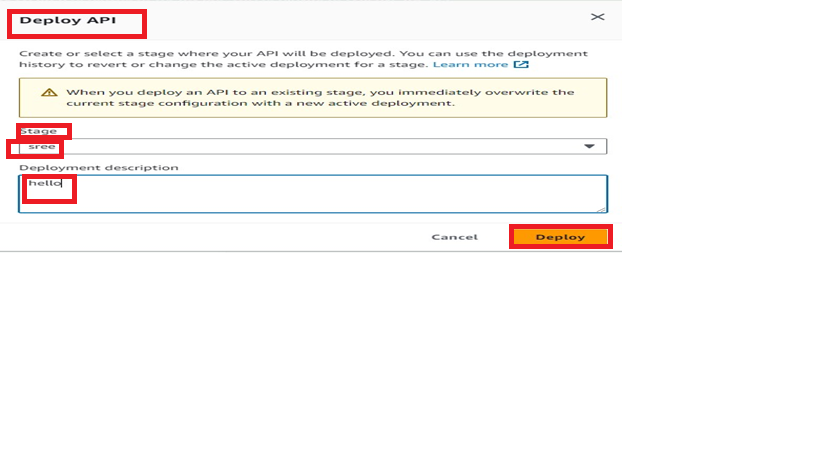 Deploy API
Create or select a stage where your API will be deployed. You can use the deployment
history to revert or change the active deployment for a stage. Learn more
When you deploy an API to an existing stage, you immediately overwrite the
current stage configuration with a new active deployment.
Stage
sree
Deployment description
hello
Cancel
Deploy